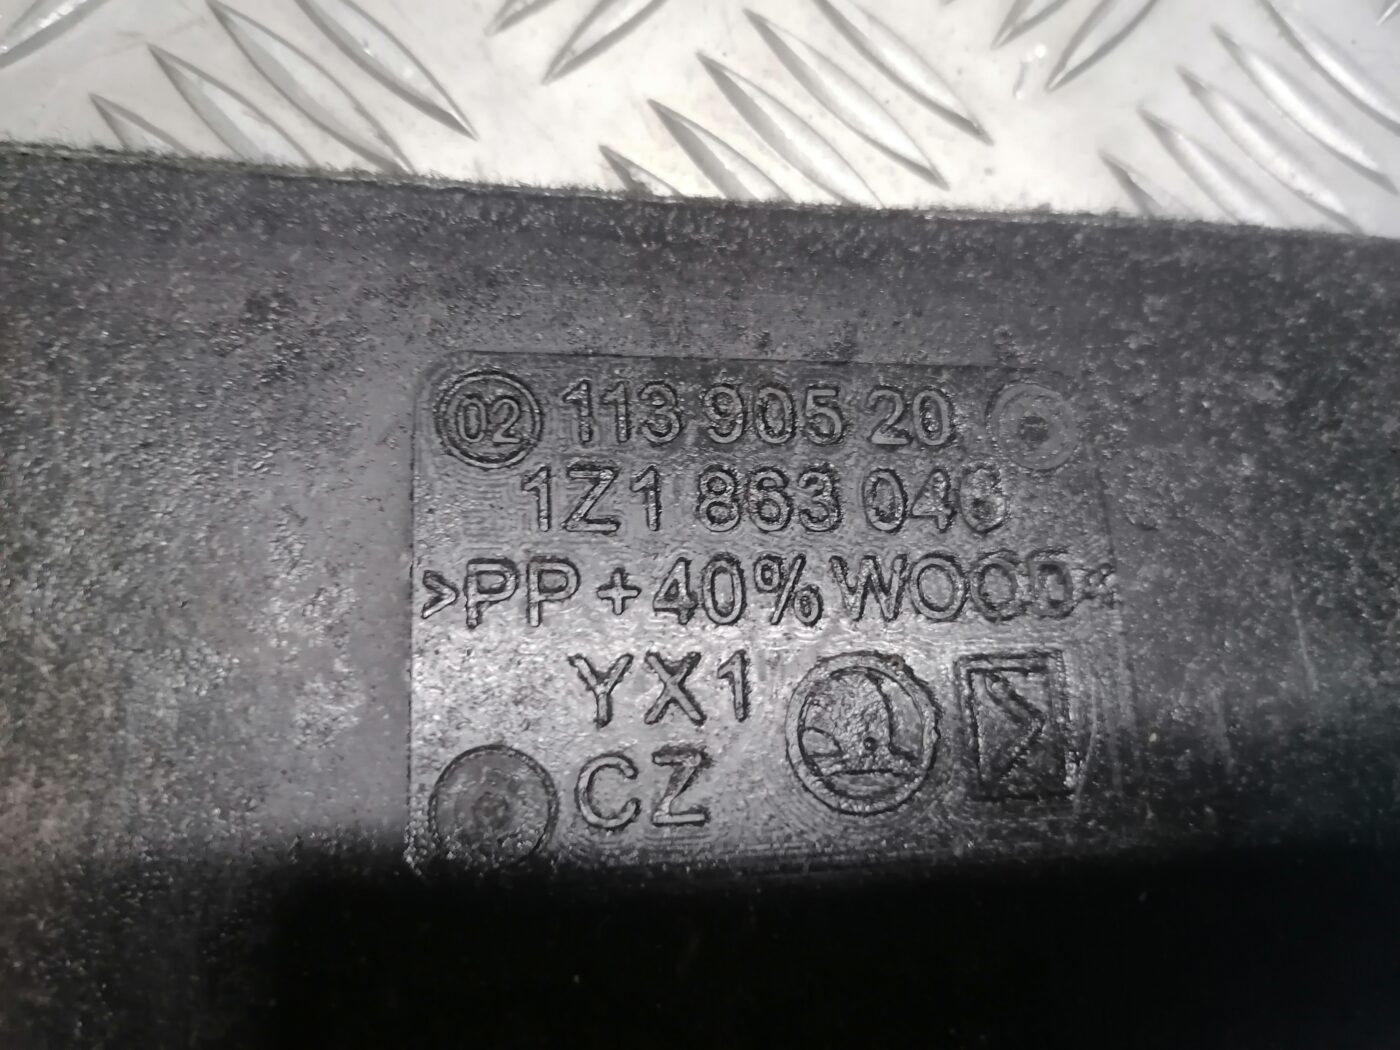 02 113 905 20
1Z1 863 046
>PP+40%WOOD<
YX1
CZ